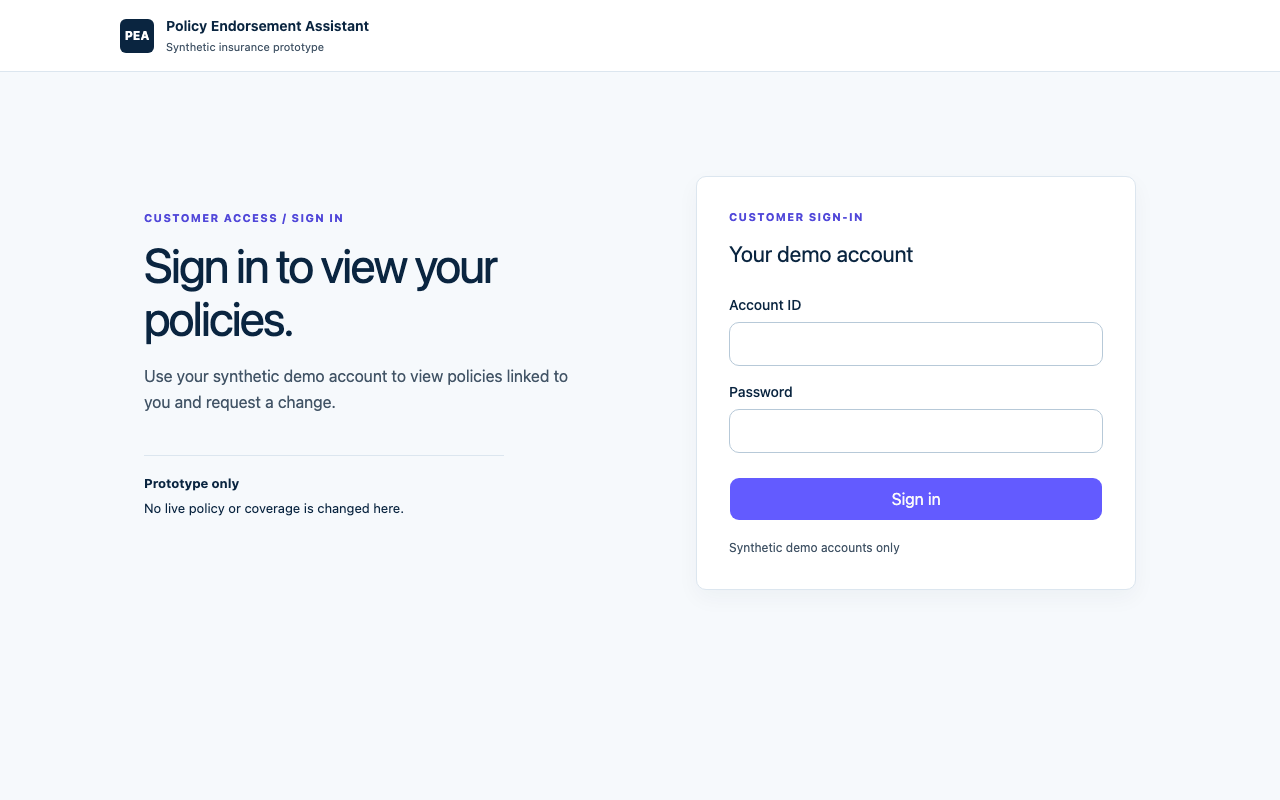 PEA
Policy Endorsement Assistant
Synthetic insurance prototype
CUSTOMER ACCESS / SIGN IN
Sign in to view your
policies.
Use your synthetic demo account to view policies linked to
you and request a change.
Prototype only
No live policy or coverage is changed here.
CUSTOMER SIGN-IN
Your demo account
Account ID
Password
Sign in
Synthetic demo accounts only